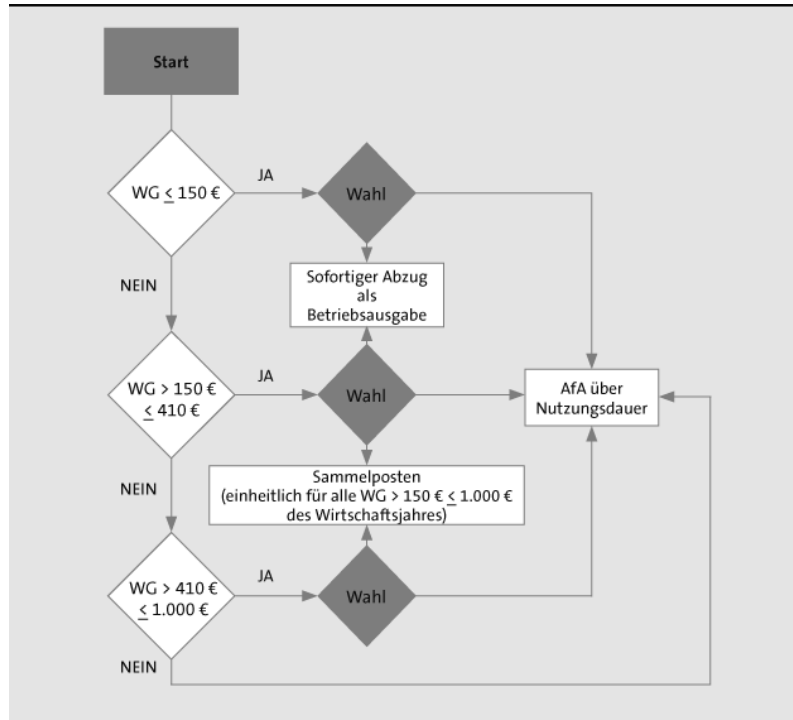 Start
WG ≤ 150 €
JA
Wahl
NEIN
Sofortiger Abzug
als
Betriebsausgabe
WG > 150 €
≤ 410 €
JA
Wahl
AfA über
Nutzungsdauer
NEIN
Sammelposten
(einheitlich für alle WG > 150 € ≤ 1.000 €
des Wirtschaftsjahres)
WG > 410 €
≤ 1.000 €
JA
Wahl
NEIN